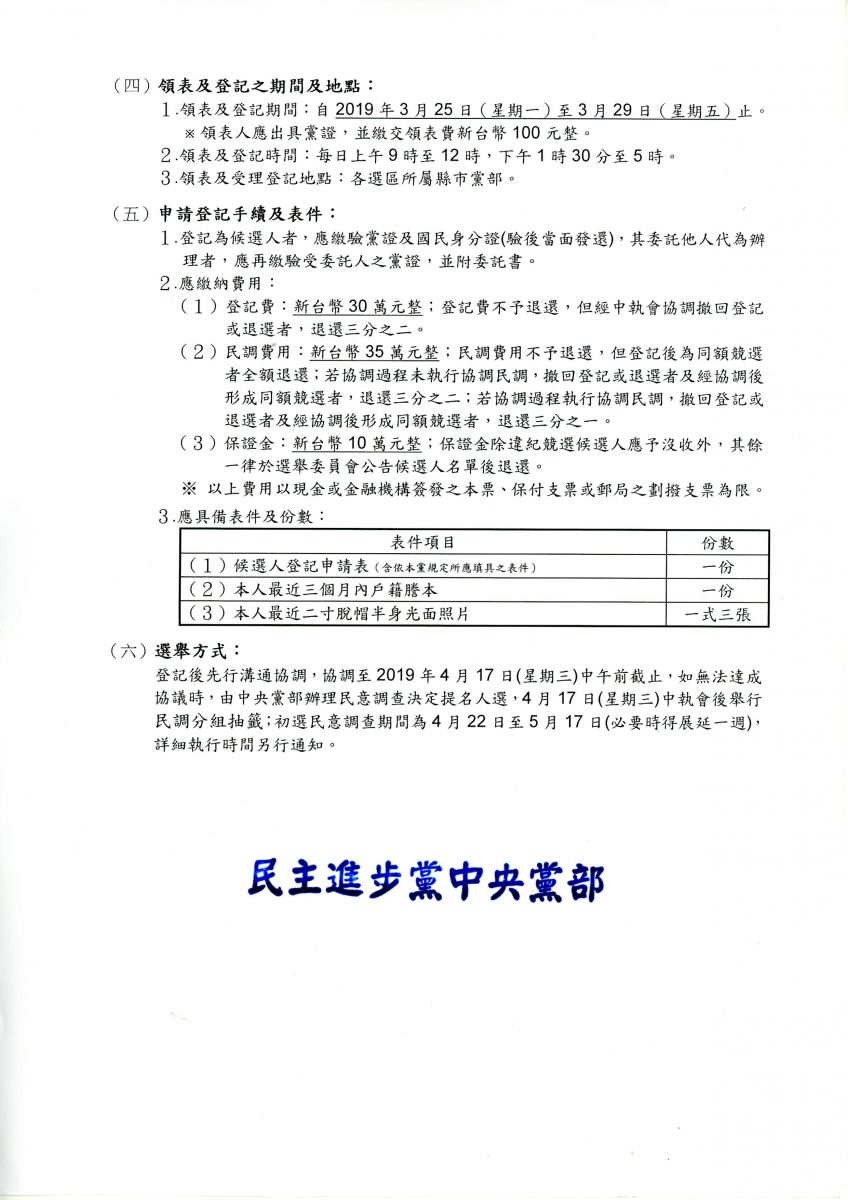 （四）領表及登記之期間及地點：
１.領表及登記期間：自 2019 年 3 月 25 日（星期一）至 3 月 29 日（星期五）止。
※ 領表人應出具黨證，並繳交領表費新台幣 100 元整。
２.領表及登記時間：每日上午 9 時至 12 時，下午 1 時 30 分至 5 時。
３.領表及受理登記地點：各選區所屬縣市黨部。
（五）申請登記手續及表件：
１.登記為候選人者，應繳驗黨證及國民身分證(驗後當面發還)，其委託他人代為辦
理者，應再繳驗受委託人之黨證，並附委託書。
２.應繳納費用：
（１）登記費：新台幣 30 萬元整；登記費不予退還，但經中執會協調撤回登記
或退選者，退還三分之二。
（２）民調費用：新台幣 35 萬元整；民調費用不予退還，但登記後為同額競選
者全額退還；若協調過程未執行協調民調，撤回登記或退選者及經協調後
形成同額競選者，退還三分之二；若協調過程執行協調民調，撤回登記或
退選者及經協調後形成同額競選者，退還三分之一。
（３）保證金：新台幣 10 萬元整；保證金除違紀競選候選人應予沒收外，其餘
一律於選舉委員會公告候選人名單後退還。
※ 以上費用以現金或金融機構簽發之本票、保付支票或郵局之劃撥支票為限。
３.應具備表件及份數：
表件項目 份數
（１）候選人登記申請表（含依本黨規定所應填具之表件） 一份
（２）本人最近三個月內戶籍謄本 一份
（３）本人最近二寸脫帽半身光面照片 一式三張
（六）選舉方式：
登記後先行溝通協調，協調至 2019 年 4 月 17 日(星期三)中午前截止，如無法達成
協議時，由中央黨部辦理民意調查決定提名人選，4 月 17 日(星期三)中執會後舉行
民調分組抽籤；初選民意調查期間為 4 月 22 日至 5 月 17 日(必要時得展延一週)，
詳細執行時間另行通知。
民主進步黨中央黨部